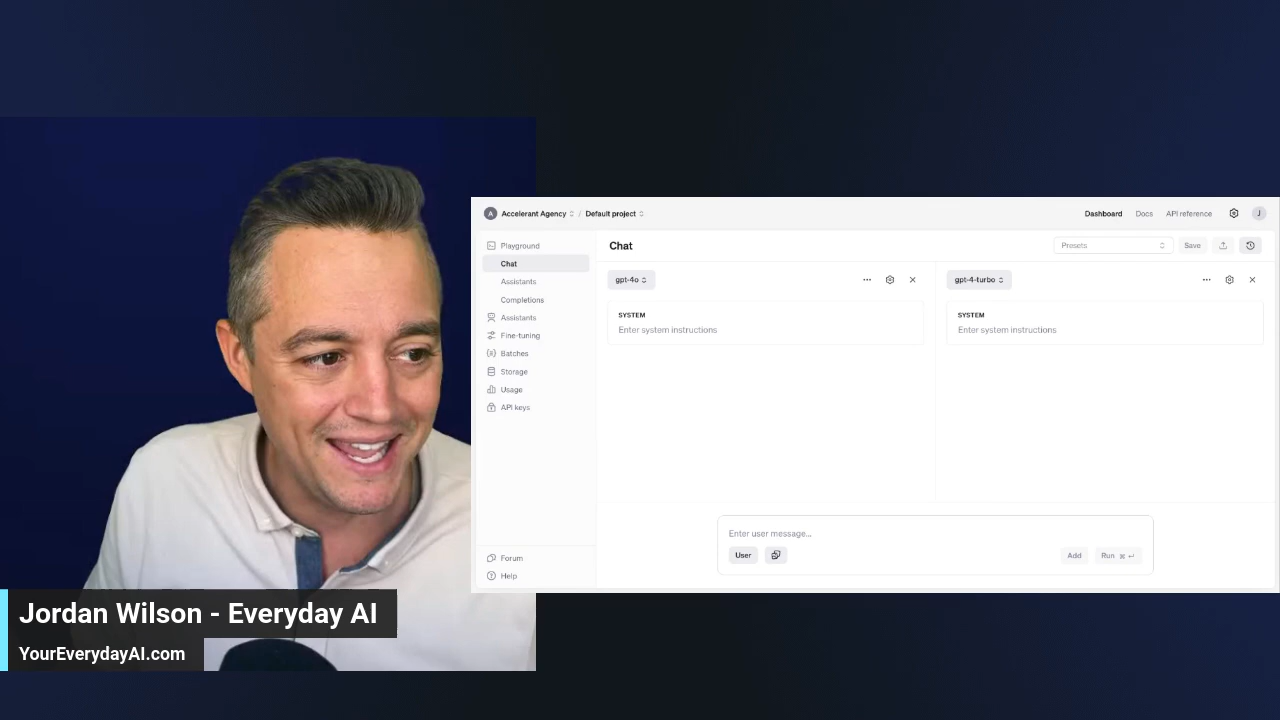 A Accelerant Agency / Default project
Dashboard Docs API reference J
Playground
Chat
Assistants
Completions
Assistants
Fine-tuning
Batches
Storage
Usage
API keys
Forum
Help
Chat
Presets Save
gpt-4o
SYSTEM
Enter system instructions
gpt-4-turbo
SYSTEM
Enter system instructions
Enter user message...
User Add Run ⌘ ↵
Jordan Wilson - Everyday AI
YourEverydayAI.com